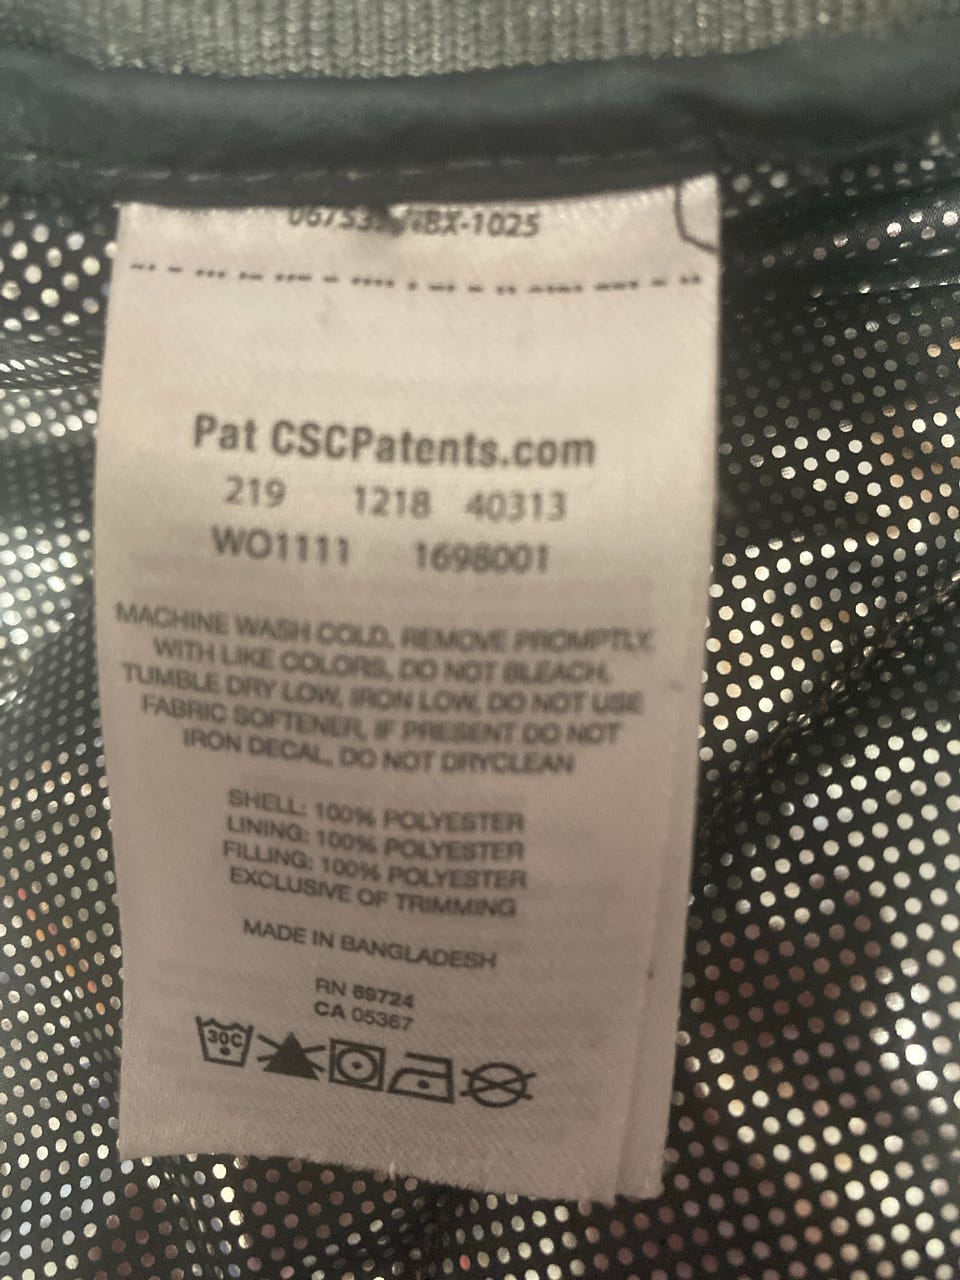 BX-1025
Pat CSCPatents.com
219 1218 40313
WO1111 1698001
MACHINE WASH COLD, REMOVE PROMPTLY,
WITH LIKE COLORS, DO NOT BLEACH,
TUMBLE DRY LOW, IRON LOW, DO NOT USE
FABRIC SOFTENER, IF PRESENT DO NOT
IRON DECAL, DO NOT DRYCLEAN
SHELL: 100% POLYESTER
LINING: 100% POLYESTER
FILLING: 100% POLYESTER
EXCLUSIVE OF TRIMMING
MADE IN BANGLADESH
RN 69724
CA 05367
30C